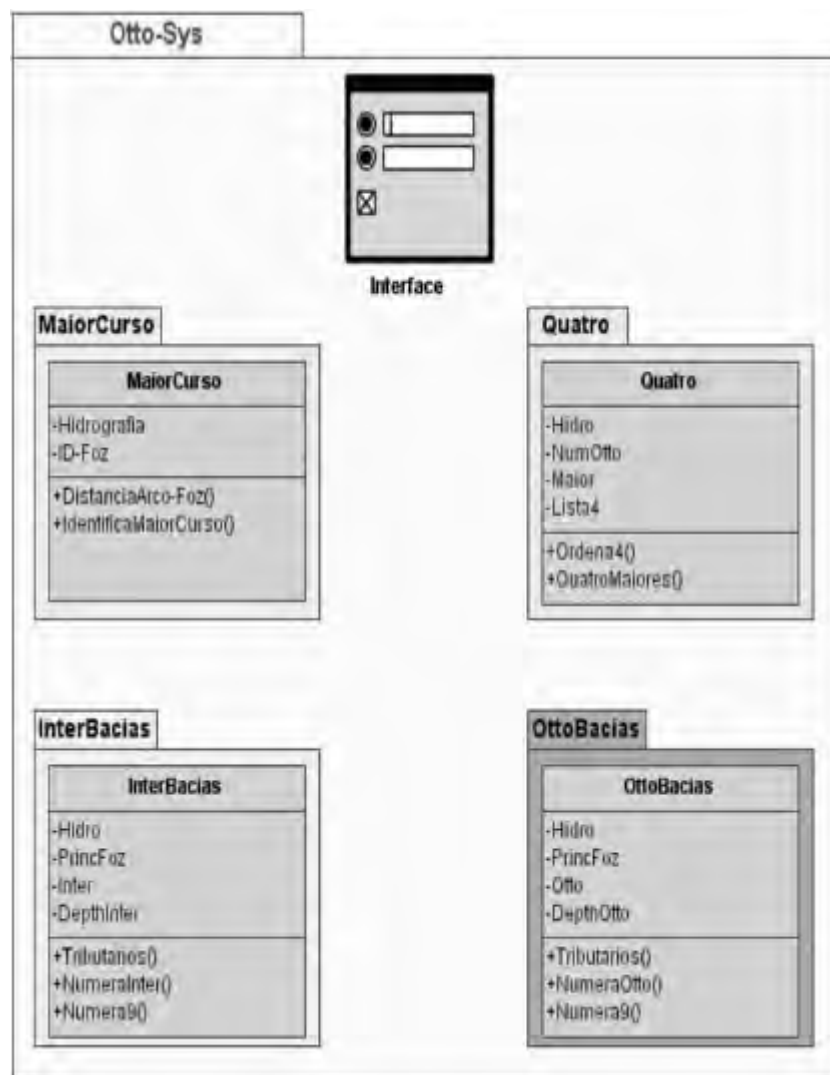 Otto-Sys
Interface
MaiorCurso
MaiorCurso
-Hidrografia
-ID-Foz
+DistanciaArco-Foz()
+IdentificaMaiorCurso()
Quatro
Quatro
-Hidro
-NumOtto
-Maior
-Lista4
+Ordena4()
+QuatroMaiores()
InterBacias
InterBacias
-Hidro
-PrincFoz
-Inter
-DepthInter
+Tributarios()
+NumeraInter()
+Numera9()
OttoBacias
OttoBacias
-Hidro
-PrincFoz
-Otto
-DepthOtto
+Tributarios()
+NumeraOtto()
+Numera9()